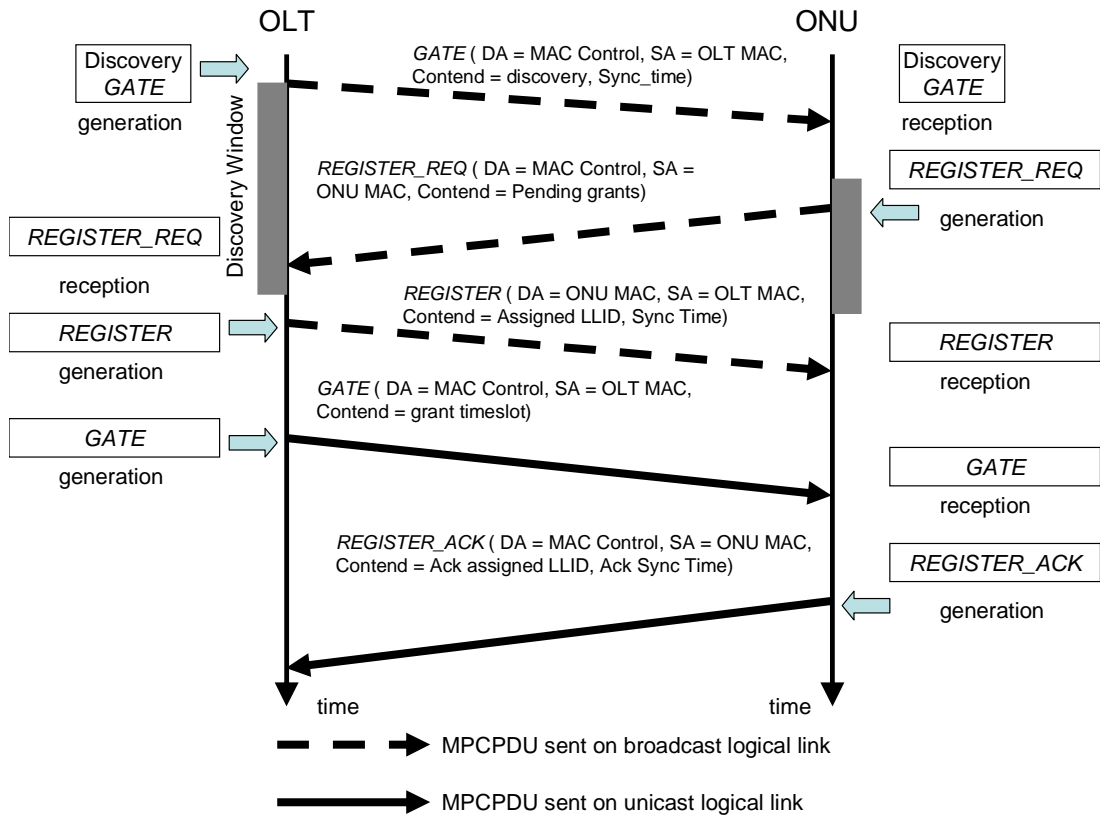 OLT
ONU
Discovery
GATE
generation
GATE ( DA = MAC Control, SA = OLT MAC,
Contend = discovery, Sync_time)
Discovery
GATE
reception
Discovery Window
REGISTER_REQ ( DA = MAC Control, SA =
ONU MAC, Contend = Pending grants)
REGISTER_REQ
generation
REGISTER_REQ
reception
REGISTER ( DA = ONU MAC, SA = OLT MAC,
Contend = Assigned LLID, Sync Time)
REGISTER
generation
REGISTER
reception
GATE ( DA = MAC Control, SA = OLT MAC,
Contend = grant timeslot)
GATE
generation
GATE
reception
REGISTER_ACK ( DA = MAC Control, SA = ONU MAC,
Contend = Ack assigned LLID, Ack Sync Time)
REGISTER_ACK
generation
time
time
MPCPDU sent on broadcast logical link
MPCPDU sent on unicast logical link